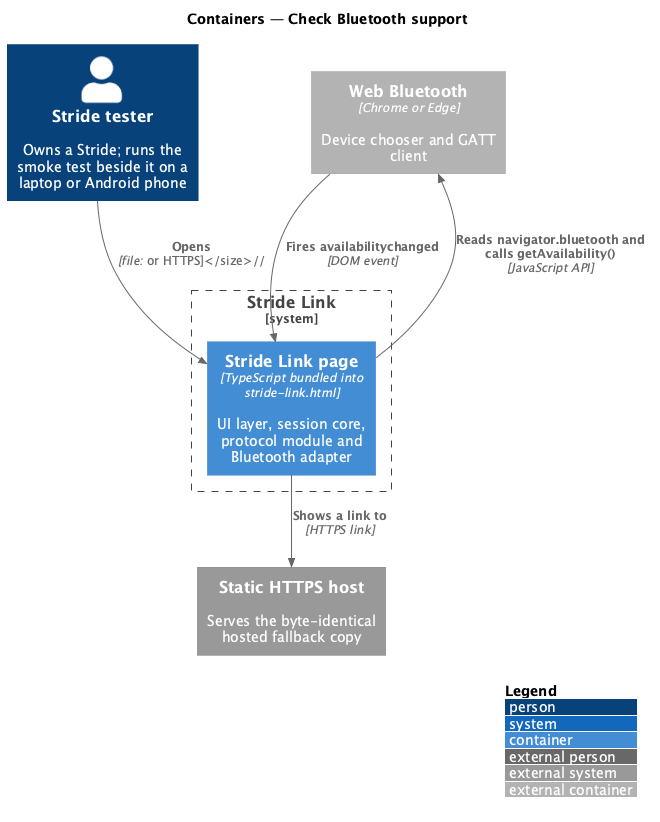 Containers — Check Bluetooth support
Stride tester
Owns a Stride; runs the
smoke test beside it on a
laptop or Android phone
Web Bluetooth
[Chrome or Edge]
Device chooser and GATT
client
Opens
[file: or HTTPS]</size>//
Fires availabilitychanged
[DOM event]
Reads navigator.bluetooth and
calls getAvailability()
[JavaScript API]
Stride Link
[system]
Stride Link page
[TypeScript bundled into
stride-link.html]
UI layer, session core,
protocol module and
Bluetooth adapter
Shows a link to
[HTTPS link]
Static HTTPS host
Serves the byte-identical
hosted fallback copy
Legend
person
system
container
external person
external system
external container